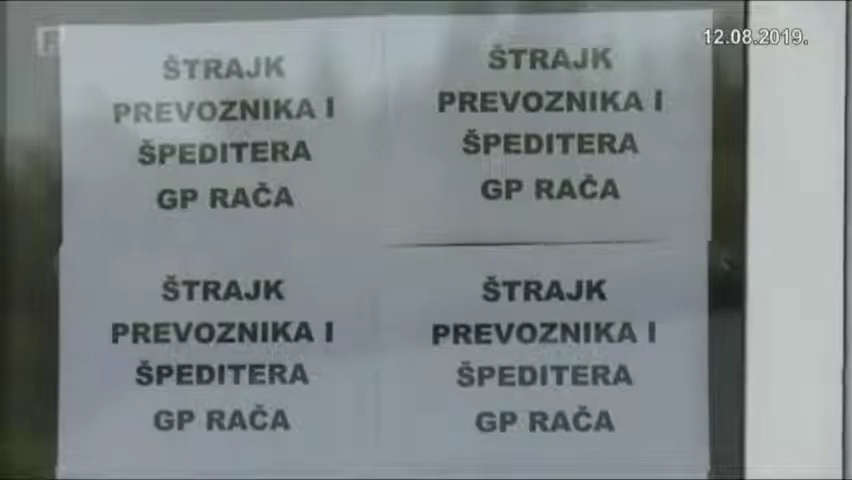 12.08.2019.
ŠTRAJK
PREVOZNIKA I
ŠPEDITERA
GP RAČA
ŠTRAJK
PREVOZNIKA I
ŠPEDITERA
GP RAČA
ŠTRAJK
PREVOZNIKA I
ŠPEDITERA
GP RAČA
ŠTRAJK
PREVOZNIKA I
ŠPEDITERA
GP RAČA